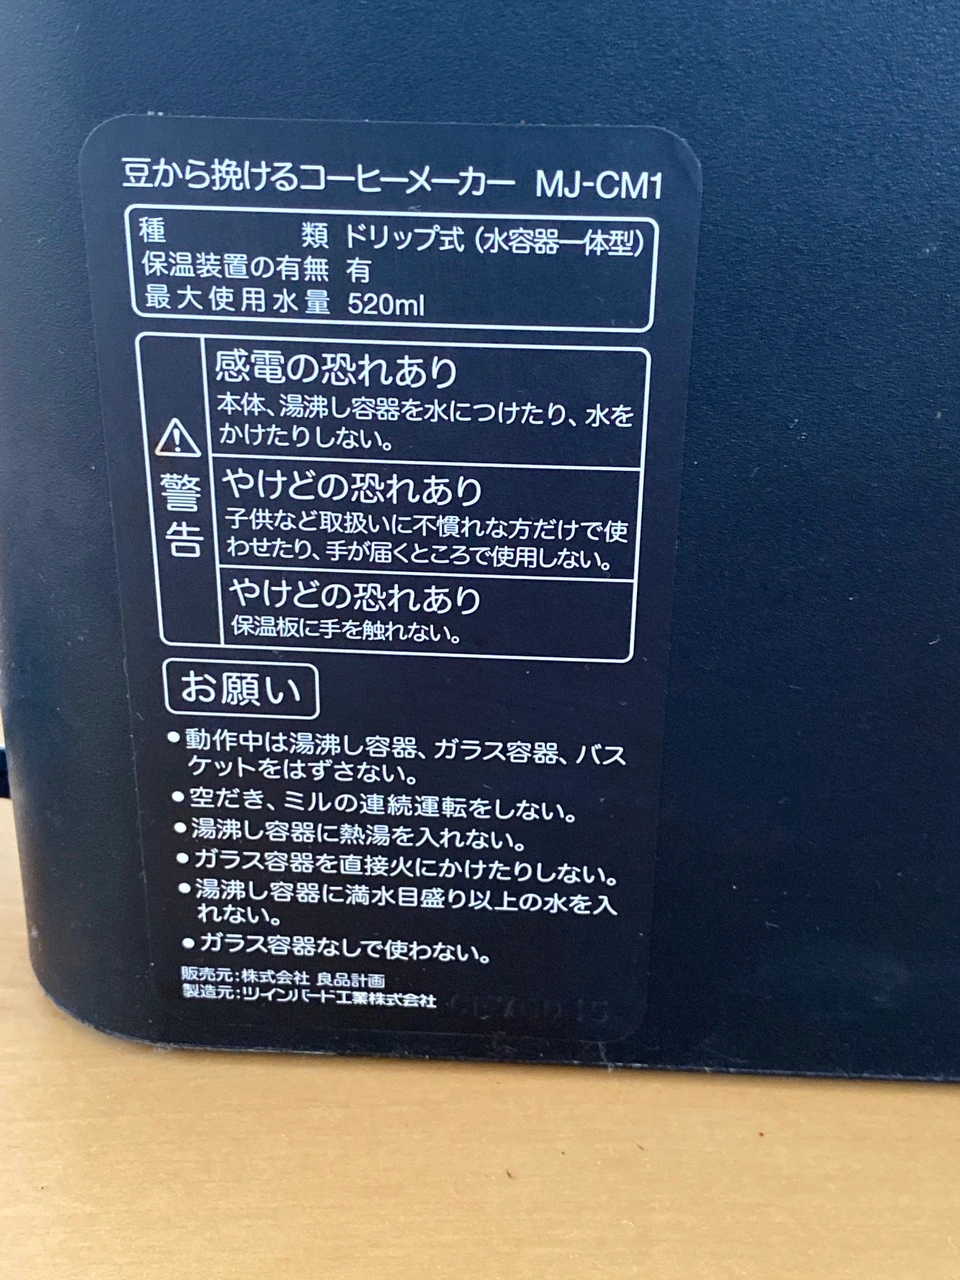 豆から挽けるコーヒーメーカー MJ-CM1
種類 ドリップ式（水容器一体型）
保温装置の有無 有
最大使用水量 520ml
警告
感電の恐れあり
本体、湯沸し容器を水につけたり、水を
かけたりしない。
やけどの恐れあり
子供など取扱いに不慣れな方だけで使
わせたり、手が届くところで使用しない。
やけどの恐れあり
保温板に手を触れない。
お願い
●動作中は湯沸し容器、ガラス容器、バス
ケットをはずさない。
●空だき、ミルの連続運転をしない。
●湯沸し容器に熱湯を入れない。
●ガラス容器を直接火にかけたりしない。
●湯沸し容器に満水目盛り以上の水を入
れない。
●ガラス容器なしで使わない。
販売元：株式会社 良品計画
製造元：ツインバード工業株式会社